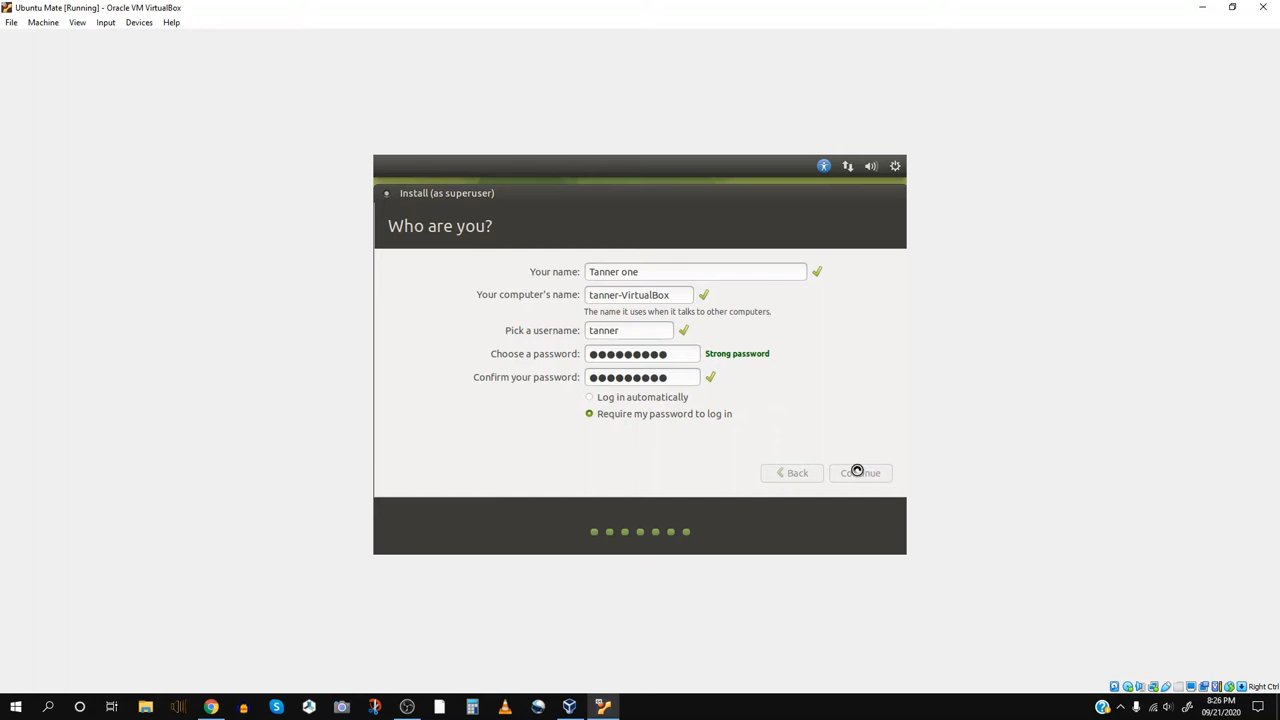 Ubuntu Mate [Running] - Oracle VM VirtualBox
File Machine View Input Devices Help
Install (as superuser)
Who are you?
Your name: Tanner one
Your computer's name: tanner-VirtualBox
The name it uses when it talks to other computers.
Pick a username: tanner
Choose a password: ●●●●●●●●● Strong password
Confirm your password: ●●●●●●●●●
Log in automatically
Require my password to log in
Back Continue
Right Ctrl
8:26 PM
09/21/2020